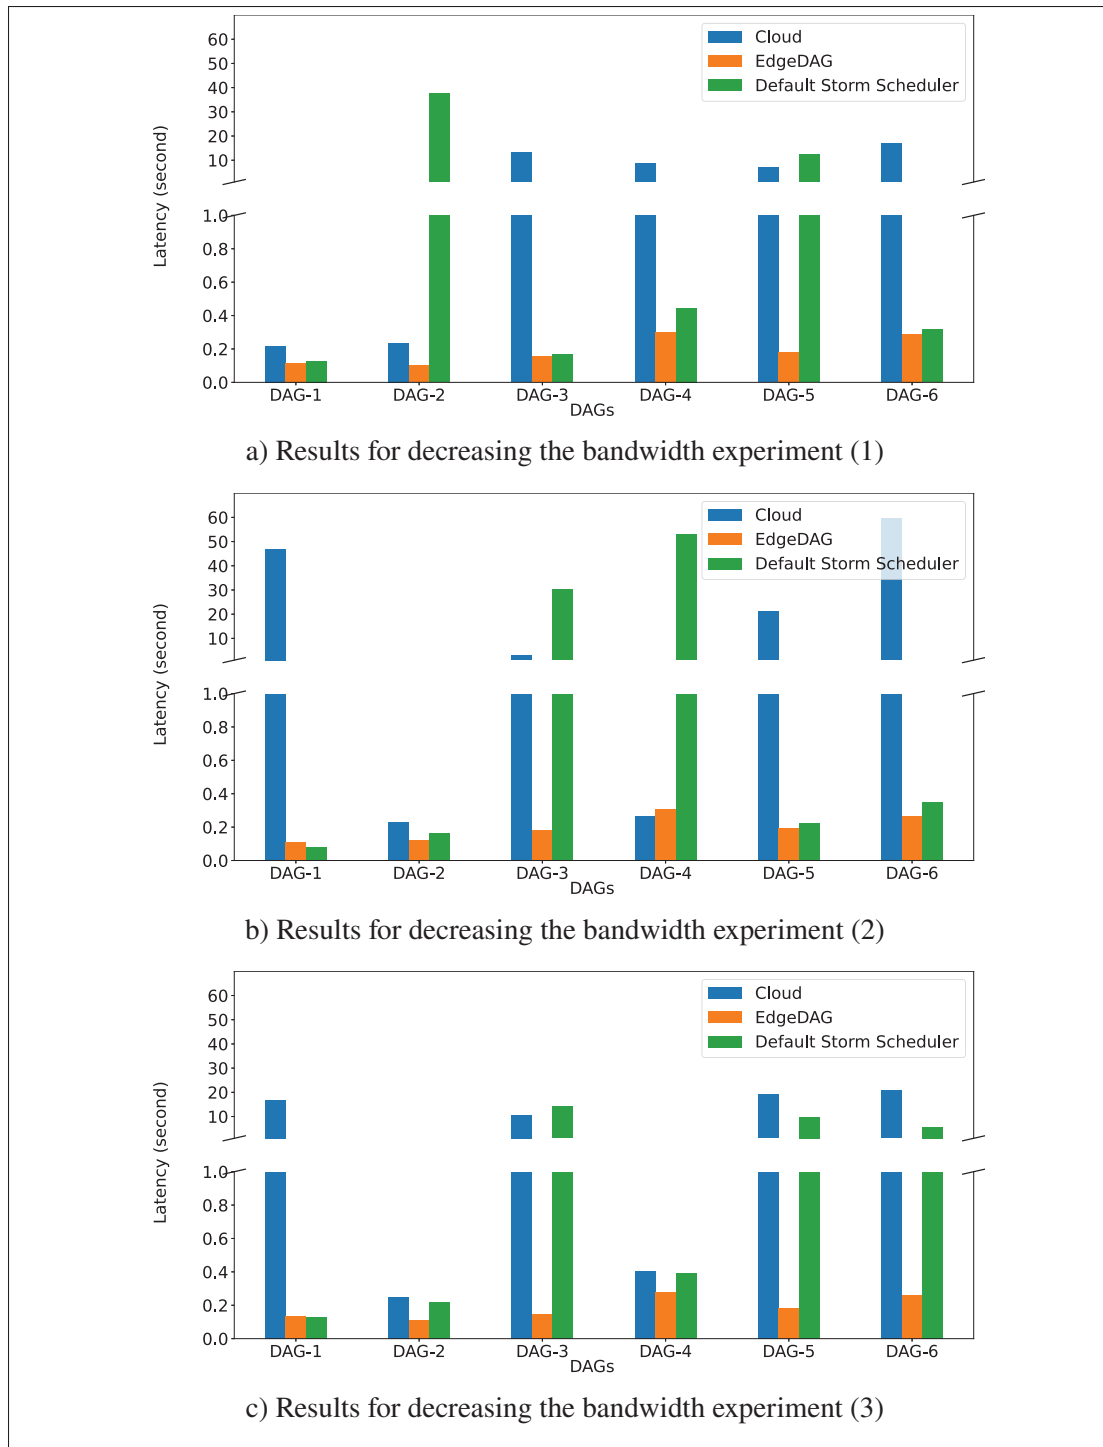 60
50
40
30
20
10
Latency (second)
1.0
0.8
0.6
0.4
0.2
0.0
Cloud
EdgeDAG
Default Storm Scheduler
DAG-1 DAG-2 DAG-3 DAG-4 DAG-5 DAG-6
DAGs
a) Results for decreasing the bandwidth experiment (1)
60
50
40
30
20
10
Latency (second)
1.0
0.8
0.6
0.4
0.2
0.0
Cloud
EdgeDAG
Default Storm Scheduler
DAG-1 DAG-2 DAG-3 DAG-4 DAG-5 DAG-6
DAGs
b) Results for decreasing the bandwidth experiment (2)
60
50
40
30
20
10
Latency (second)
1.0
0.8
0.6
0.4
0.2
0.0
Cloud
EdgeDAG
Default Storm Scheduler
DAG-1 DAG-2 DAG-3 DAG-4 DAG-5 DAG-6
DAGs
c) Results for decreasing the bandwidth experiment (3)